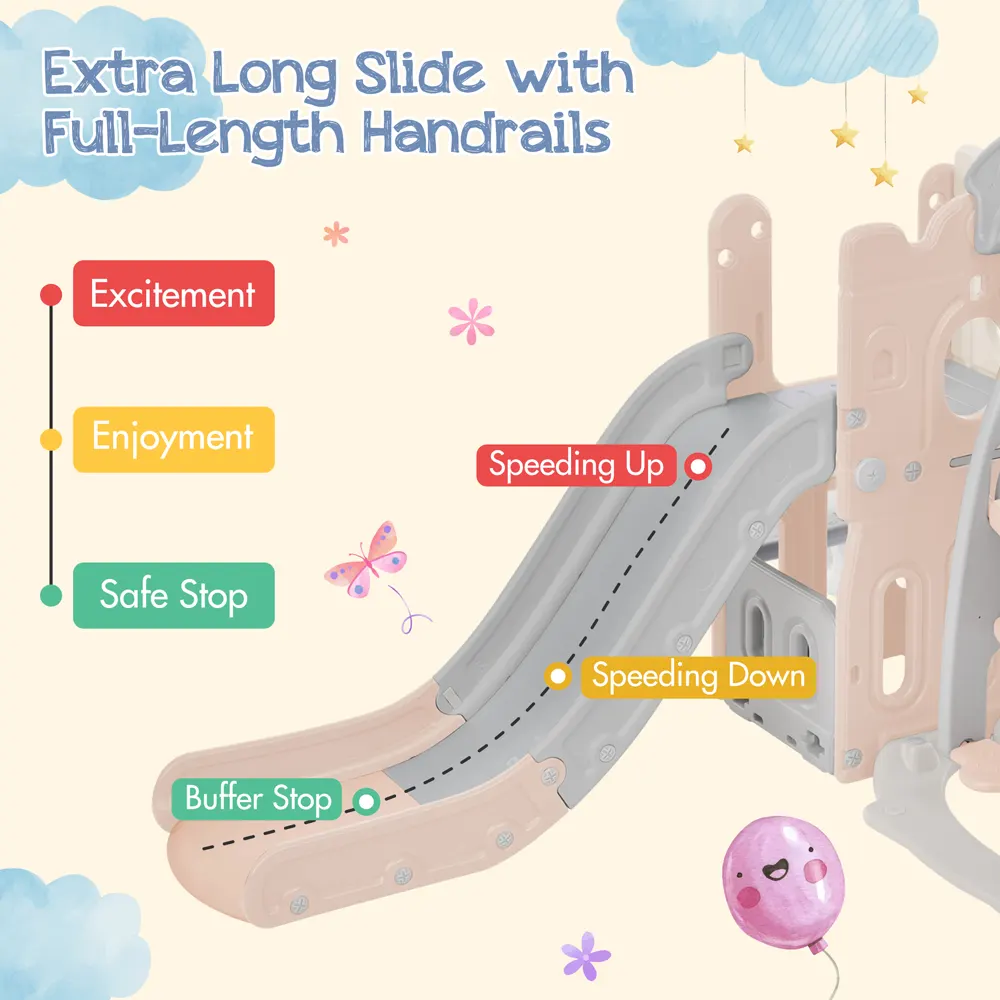 Extra Long Slide with
Full-Length Handrails
Excitement
Enjoyment
Safe Stop
Speeding Up
Speeding Down
Buffer Stop